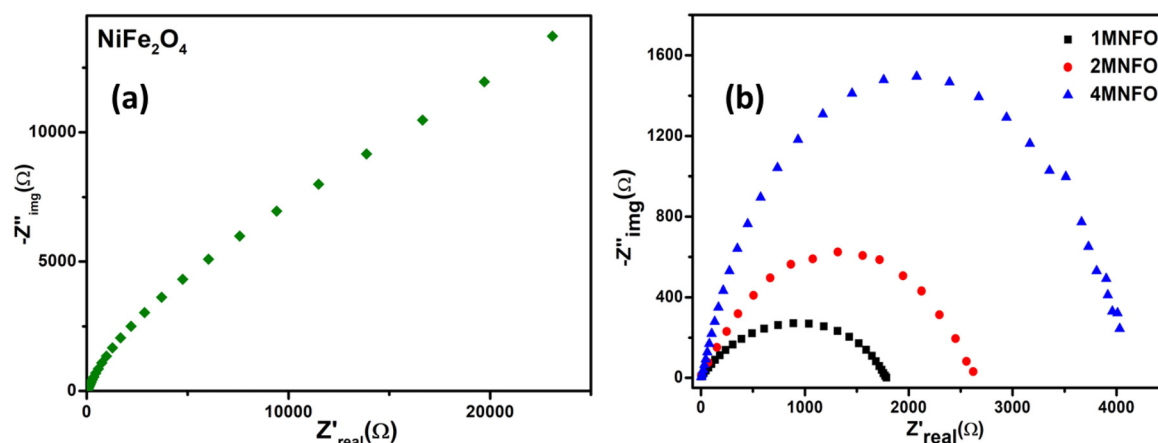 NiFe₂O₄
(a)
10000
5000
0
-Z''img(Ω)
0 10000 20000
Z'real(Ω)
1600
1200
800
400
0
-Z''img(Ω)
(b)
1MNFO
2MNFO
4MNFO
0 1000 2000 3000 4000
Z'real(Ω)